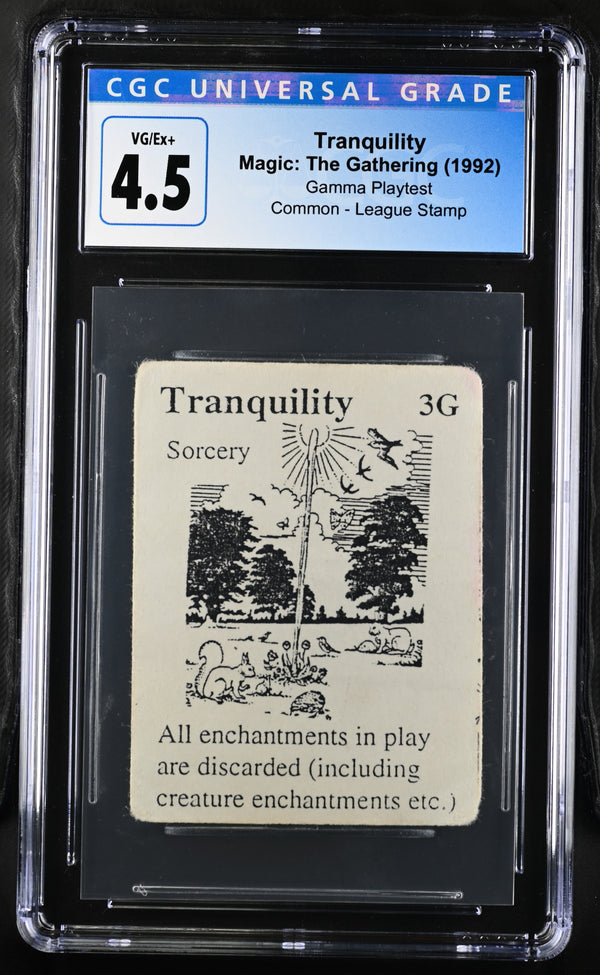 CGC UNIVERSAL GRADE
VG/Ex+
4.5
Tranquility
Magic: The Gathering (1992)
Gamma Playtest
Common - League Stamp
Tranquility 3G
Sorcery
All enchantments in play
are discarded (including
creature enchantments etc.)